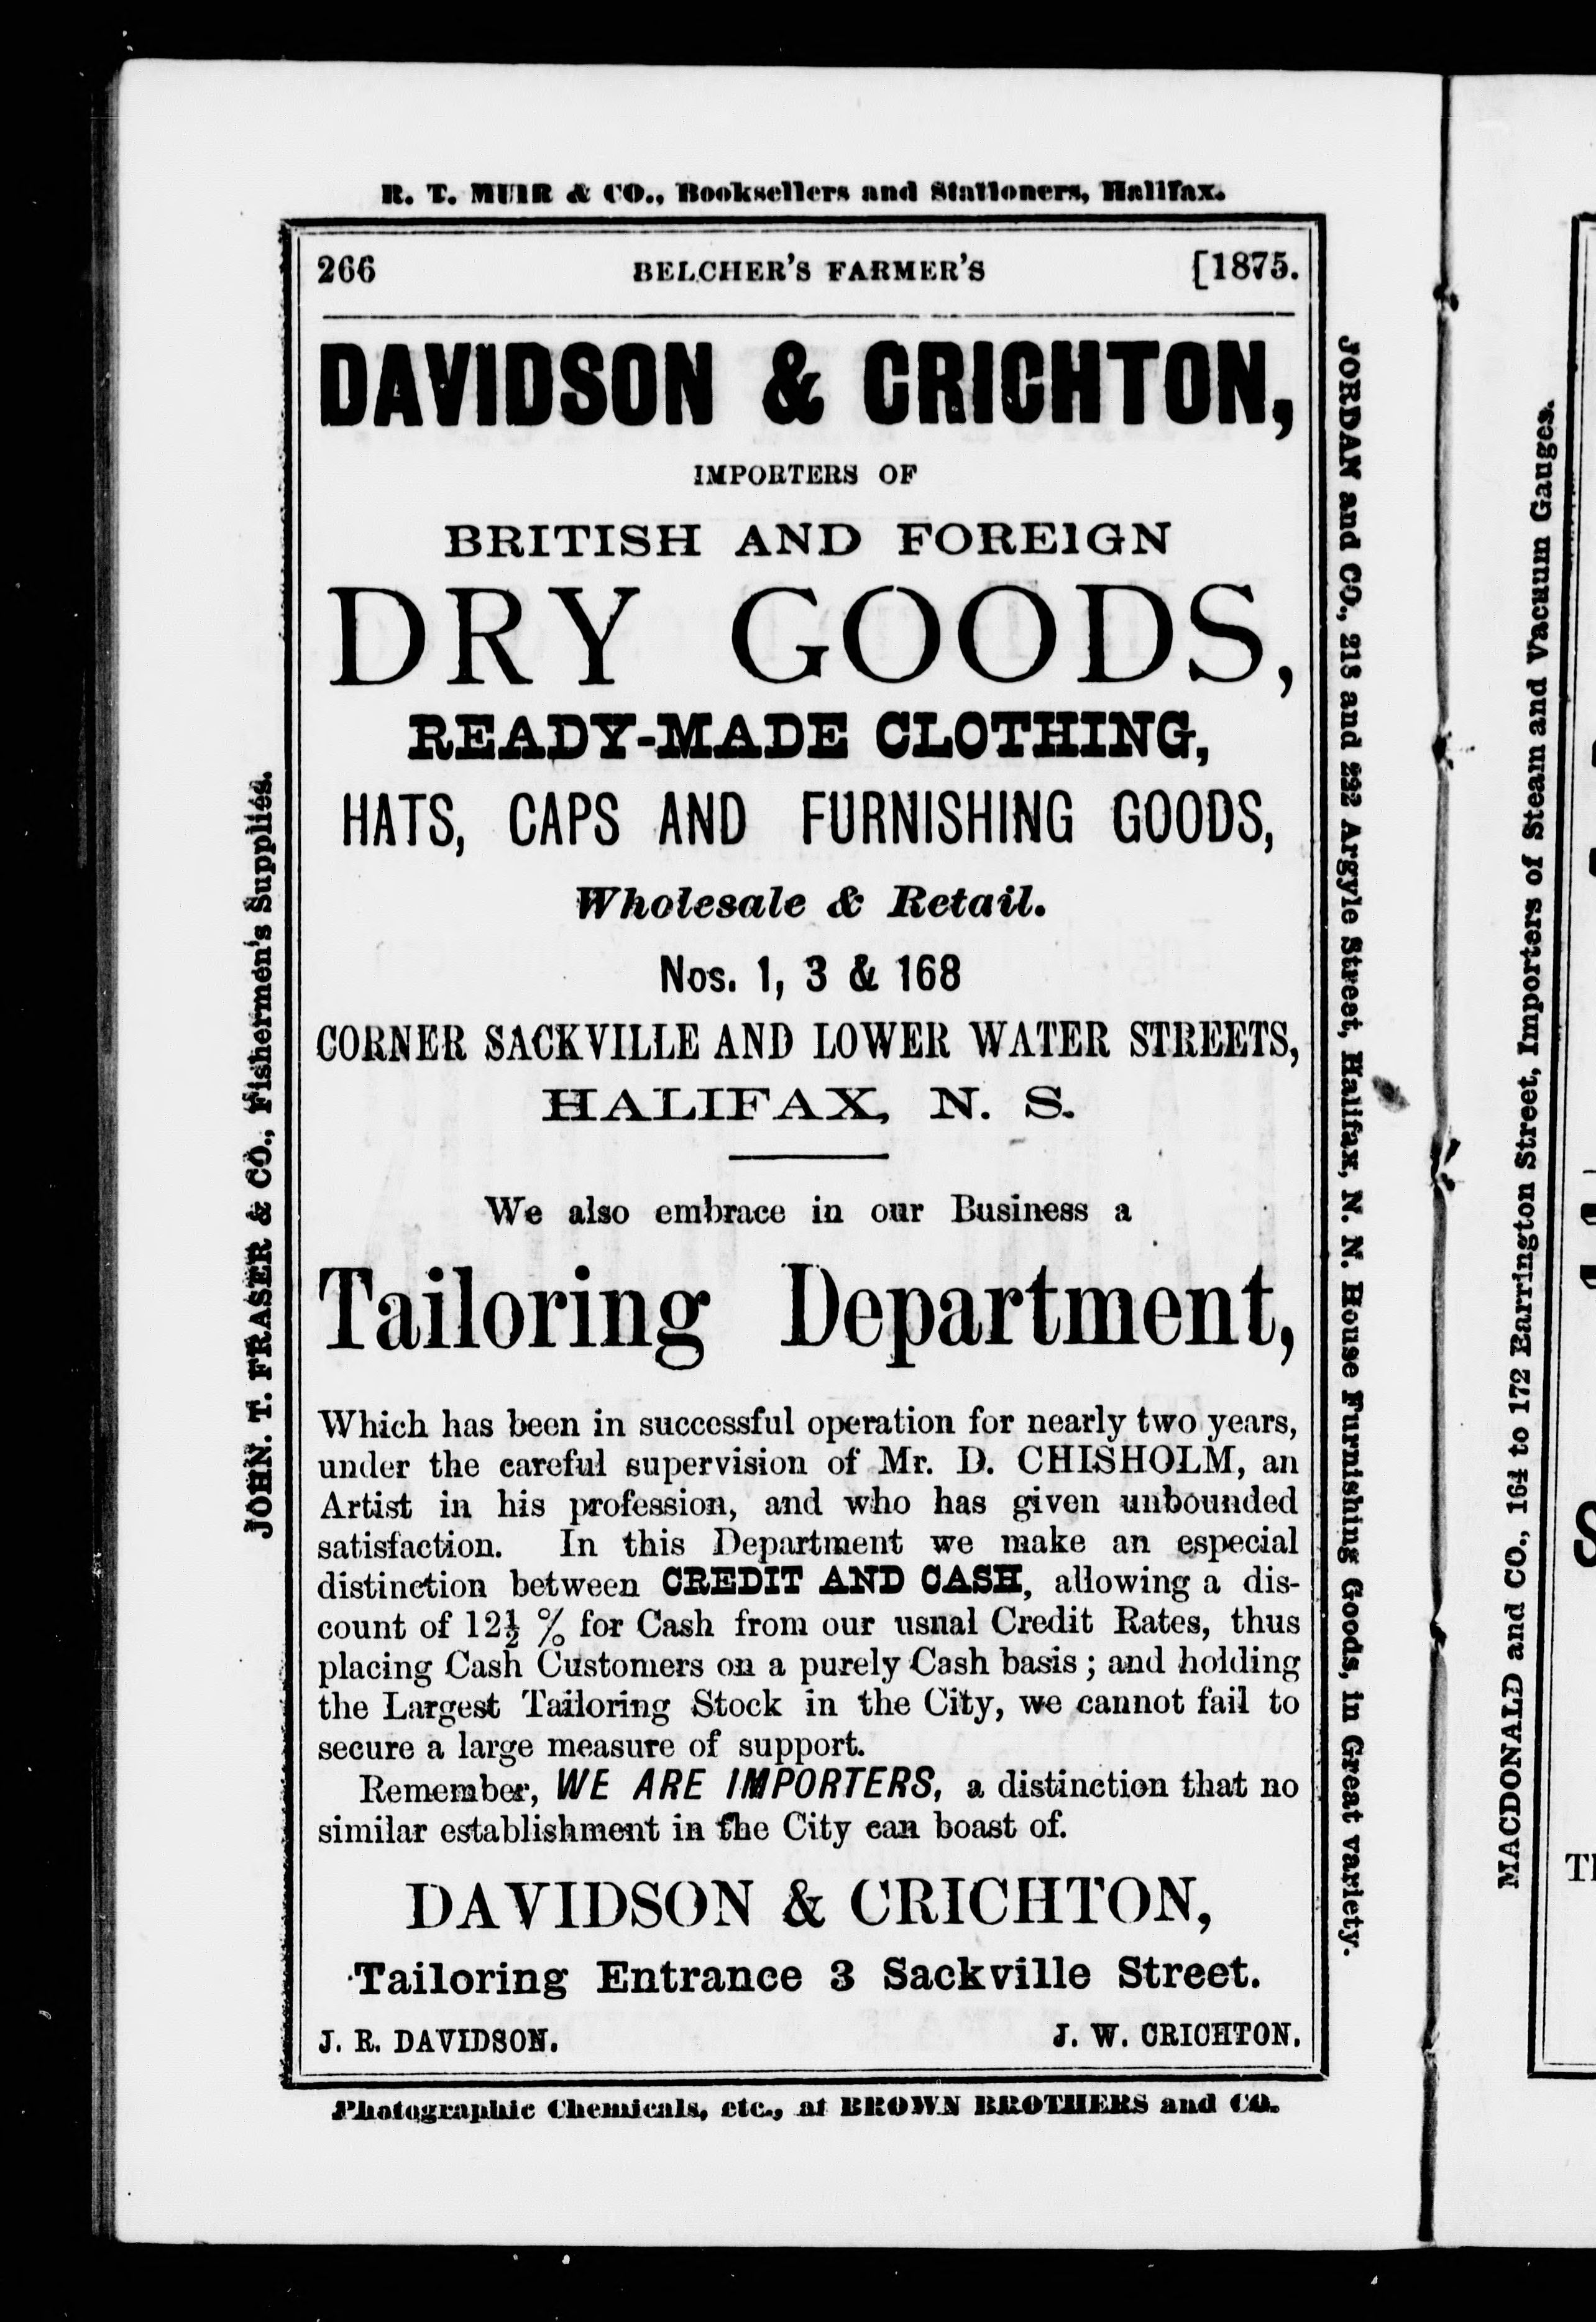 R. T. MUIR & CO., Booksellers and Stationers, Halifax.
266 BELCHER'S FARMER'S [1875.
DAVIDSON & CRICHTON,
IMPORTERS OF
BRITISH AND FOREIGN
DRY GOODS,
READY-MADE CLOTHING,
HATS, CAPS AND FURNISHING GOODS,
Wholesale & Retail.
Nos. 1, 3 & 168
CORNER SACKVILLE AND LOWER WATER STREETS,
HALIFAX, N. S.
We also embrace in our Business a
Tailoring Department,
Which has been in successful operation for nearly two years,
under the careful supervision of Mr. D. CHISHOLM, an
Artist in his profession, and who has given unbounded
satisfaction. In this Department we make an especial
distinction between CREDIT AND CASH, allowing a dis-
count of 12½ % for Cash from our usnal Credit Rates, thus
placing Cash Customers on a purely Cash basis; and holding
the Largest Tailoring Stock in the City, we cannot fail to
secure a large measure of support.
Remember, WE ARE IMPORTERS, a distinction that no
similar establishment in the City can boast of.
DAVIDSON & CRICHTON,
Tailoring Entrance 3 Sackville Street.
J. R. DAVIDSON. J. W. CRICHTON.
Photographic Chemicals, etc., at BROWN BROTHERS and CO.
JOHN. T. FRASER & CO., Fishermen's Supplies.
JORDAN and CO., 218 and 222 Argyle Street, Halifax, N. N. House Furnishing Goods, in Great variety.
MACDONALD and CO., 164 to 172 Barrington Street, Importers of Steam and Vacuum Gauges.